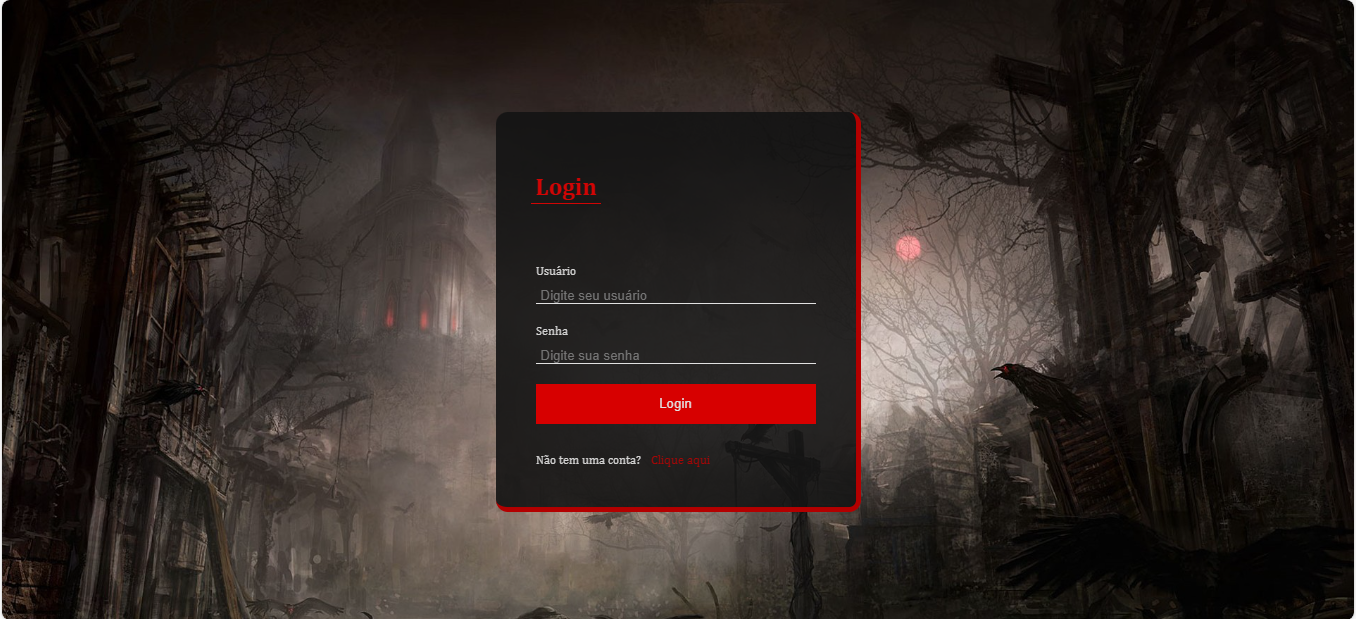 Login
Usuário
Digite seu usuário
Senha
Digite sua senha
Login
Não tem uma conta? Clique aqui